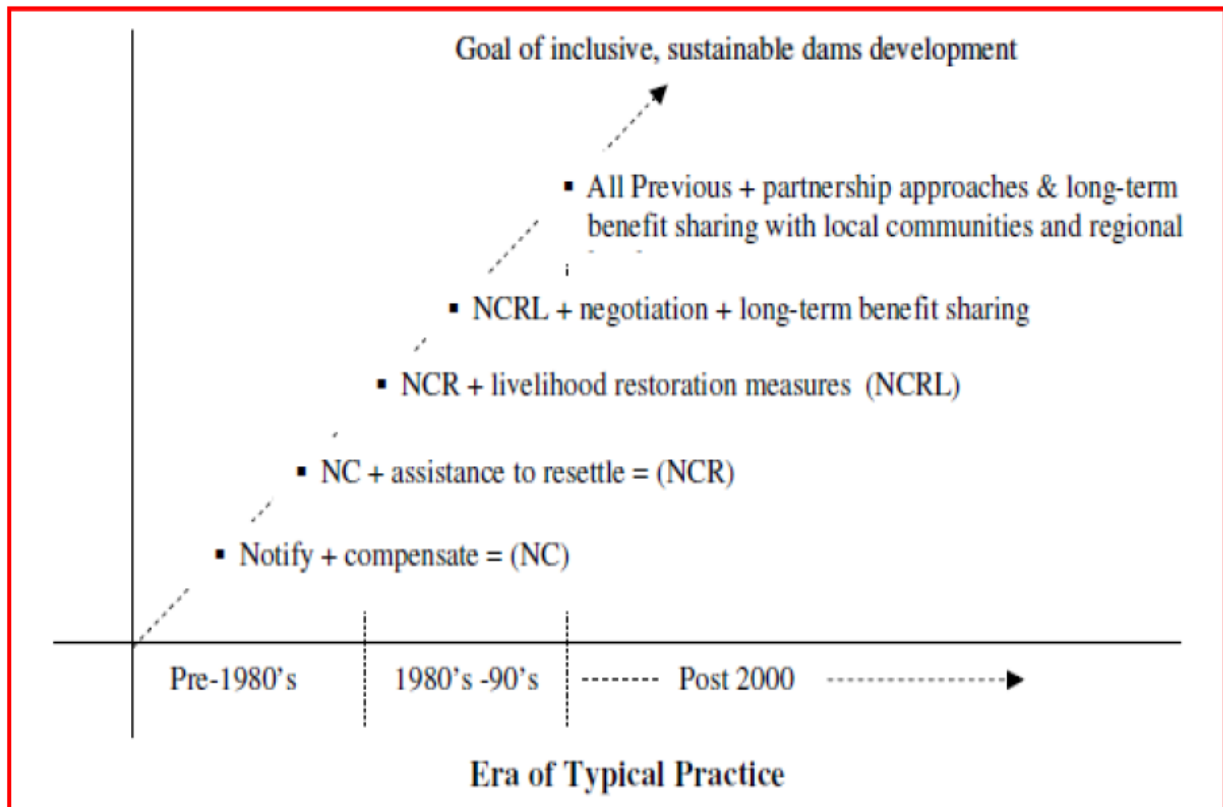 Goal of inclusive, sustainable dams development
▪ All Previous + partnership approaches & long-term
benefit sharing with local communities and regional
▪ NCRL + negotiation + long-term benefit sharing
▪ NCR + livelihood restoration measures (NCRL)
▪ NC + assistance to resettle = (NCR)
▪ Notify + compensate = (NC)
Pre-1980's 1980's -90's Post 2000
Era of Typical Practice